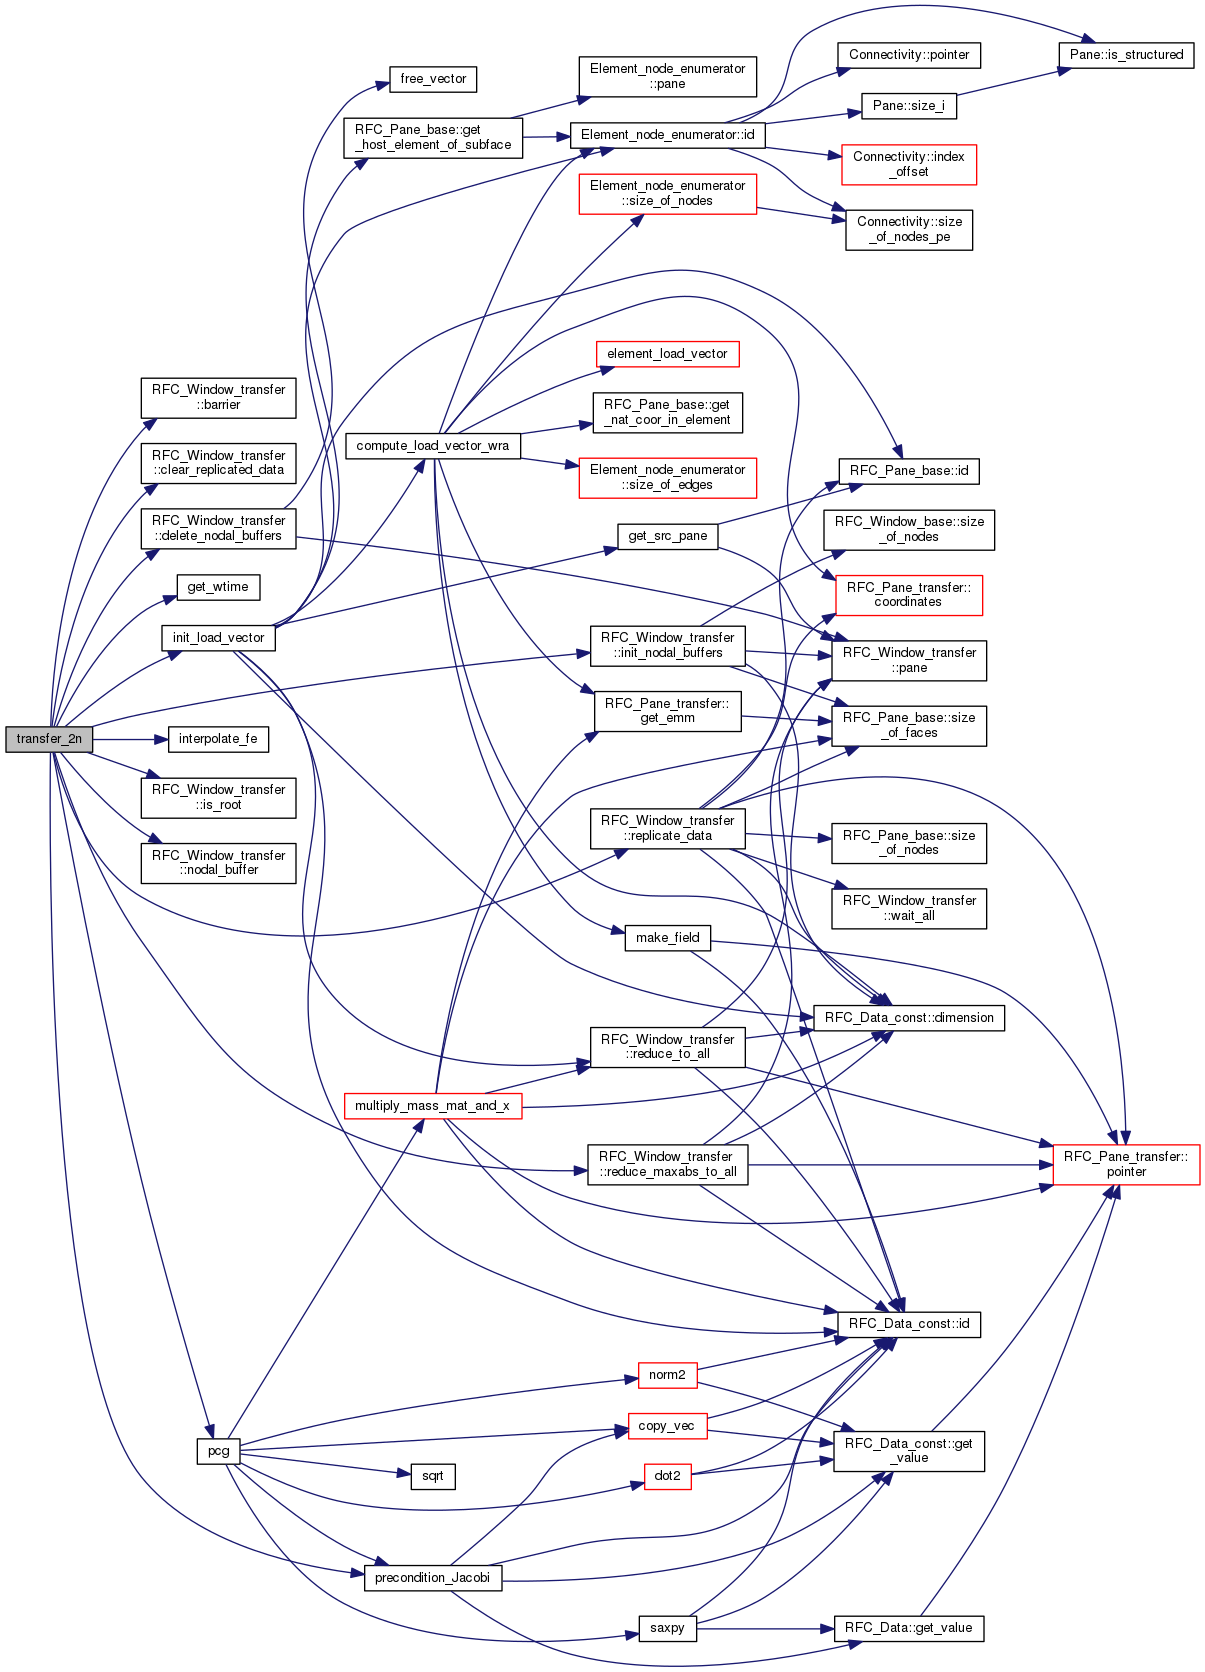 transfer_2n
RFC_Window_transfer
::barrier
RFC_Window_transfer
::clear_replicated_data
RFC_Window_transfer
::delete_nodal_buffers
get_wtime
init_load_vector
interpolate_fe
RFC_Window_transfer
::is_root
RFC_Window_transfer
::nodal_buffer
pcg
free_vector
RFC_Pane_base::get
_host_element_of_subface
compute_load_vector_wra
multiply_mass_mat_and_x
sqrt
precondition_Jacobi
Element_node_enumerator
::pane
Element_node_enumerator::id
Element_node_enumerator
::size_of_nodes
element_load_vector
RFC_Pane_base::get
_nat_coor_in_element
Element_node_enumerator
::size_of_edges
get_src_pane
RFC_Window_transfer
::init_nodal_buffers
RFC_Pane_transfer::
get_emm
RFC_Window_transfer
::replicate_data
make_field
RFC_Window_transfer
::reduce_to_all
RFC_Window_transfer
::reduce_maxabs_to_all
norm2
copy_vec
dot2
saxpy
Connectivity::pointer
Pane::size_i
Connectivity::index
_offset
Connectivity::size
_of_nodes_pe
RFC_Pane_base::id
RFC_Window_base::size
_of_nodes
RFC_Pane_transfer::
coordinates
RFC_Window_transfer
::pane
RFC_Pane_base::size
_of_faces
RFC_Pane_base::size
_of_nodes
RFC_Window_transfer
::wait_all
RFC_Data_const::dimension
RFC_Data_const::id
RFC_Data_const::get
_value
RFC_Data::get_value
Pane::is_structured
RFC_Pane_transfer::
pointer